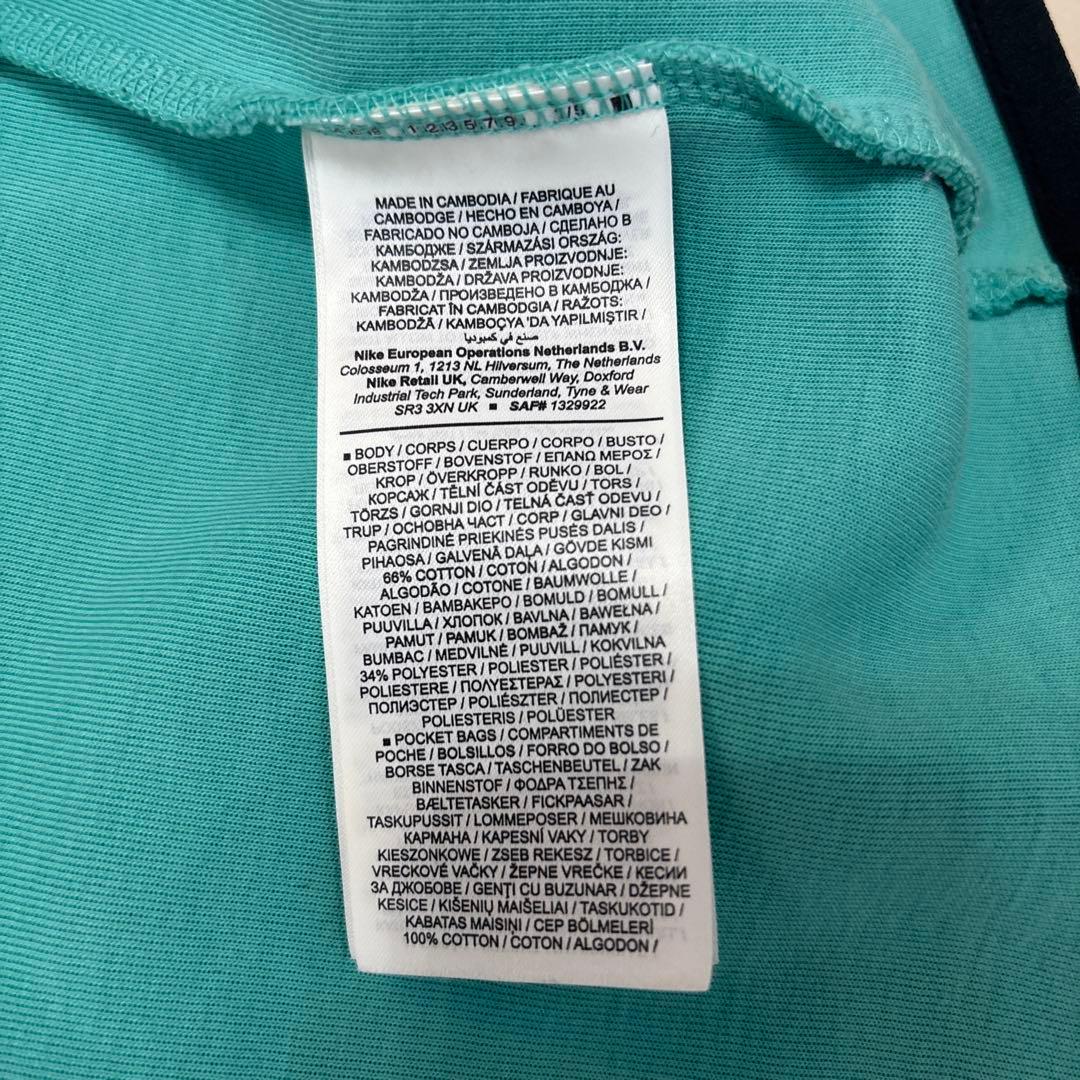 1 2 3 5 7 9
MADE IN CAMBODIA / FABRIQUE AU
CAMBODGE / HECHO EN CAMBOYA /
FABRICADO NO CAMBOJA / СДЕЛАНО В
КАМБОДЖЕ / SZÁRMAZÁSI ORSZÁG:
KAMBODZSA / ZEMLJA PROIZVODNJE:
KAMBODŽA / DRŽAVA PROIZVODNJE:
KAMBODŽA / ПРОИЗВЕДЕНО В КАМБОДЖА /
FABRICAT ÎN CAMBODGIA / RAŽOTS:
KAMBODŽĀ / KAMBOÇYA 'DA YAPILMIŞTIR /
صنع في كمبوديا
Nike European Operations Netherlands B.V.
Colosseum 1, 1213 NL Hilversum, The Netherlands
Nike Retail UK, Camberwell Way, Doxford
Industrial Tech Park, Sunderland, Tyne & Wear
SR3 3XN UK ■ SAF# 1329922
■ BODY / CORPS / CUERPO / CORPO / BUSTO /
OBERSTOFF / BOVENSTOF / ΕΠΑΝΩ ΜΕΡΟΣ /
KROP / ÖVERKROPP / RUNKO / BOL /
КОРСАЖ / TĚLNÍ ČÁST ODĚVU / TORS /
TÖRZS / GORNJI DIO / TELNÁ ČASŤ ODEVU /
TRUP / ОСНОВНА ЧАСТ / CORP / GLAVNI DEO /
PAGRINDINĖ PRIEKINĖS PUSĖS DALIS /
PIHAOSA / GALVENĀ DAĻA / GÖVDE KISMI
66% COTTON / COTON / ALGODON /
ALGODÃO / COTONE / BAUMWOLLE /
KATOEN / ΒΑΜΒΑΚΕΡΟ / BOMULD / BOMULL /
PUUVILLA / ХЛОПОК / BAVLNA / BAWEŁNA /
PAMUT / PAMUK / BOMBAŽ / ПАМУК /
BUMBAC / MEDVILNĖ / PUUVILL / KOKVILNA
34% POLYESTER / POLIESTER / POLIÉSTER /
POLIESTERE / ΠΟΛΥΕΣΤΕΡΑΣ / POLYESTERI /
ПОЛИЭСТЕР / POLIÉSZTER / ПОЛИЕСТЕР /
POLIESTERIS / POLÜESTER
■ POCKET BAGS / COMPARTIMENTS DE
POCHE / BOLSILLOS / FORRO DO BOLSO /
BORSE TASCA / TASCHENBEUTEL / ZAK
BINNENSTOF / ΦΟΔΡΑ ΤΣΕΠΗΣ /
BÆLTETASKER / FICKPAASAR /
TASKUPUSSIT / LOMMEPOSER / МЕШКОВИНА
КАРМАНА / KAPESNÍ VAKY / TORBY
KIESZONKOWE / ZSEB REKESZ / TORBICE /
VRECKOVÉ VAČKY / ŽEPNE VREČKE / КЕСИИ
ЗА ДЖОБОВЕ / GENŢI CU BUZUNAR / DŽEPNE
KESICE / KIŠENIŲ MAIŠELIAI / TASKUKOTID /
KABATAS MAISIŅI / CEP BÖLMELERİ
100% COTTON / COTON / ALGODON /